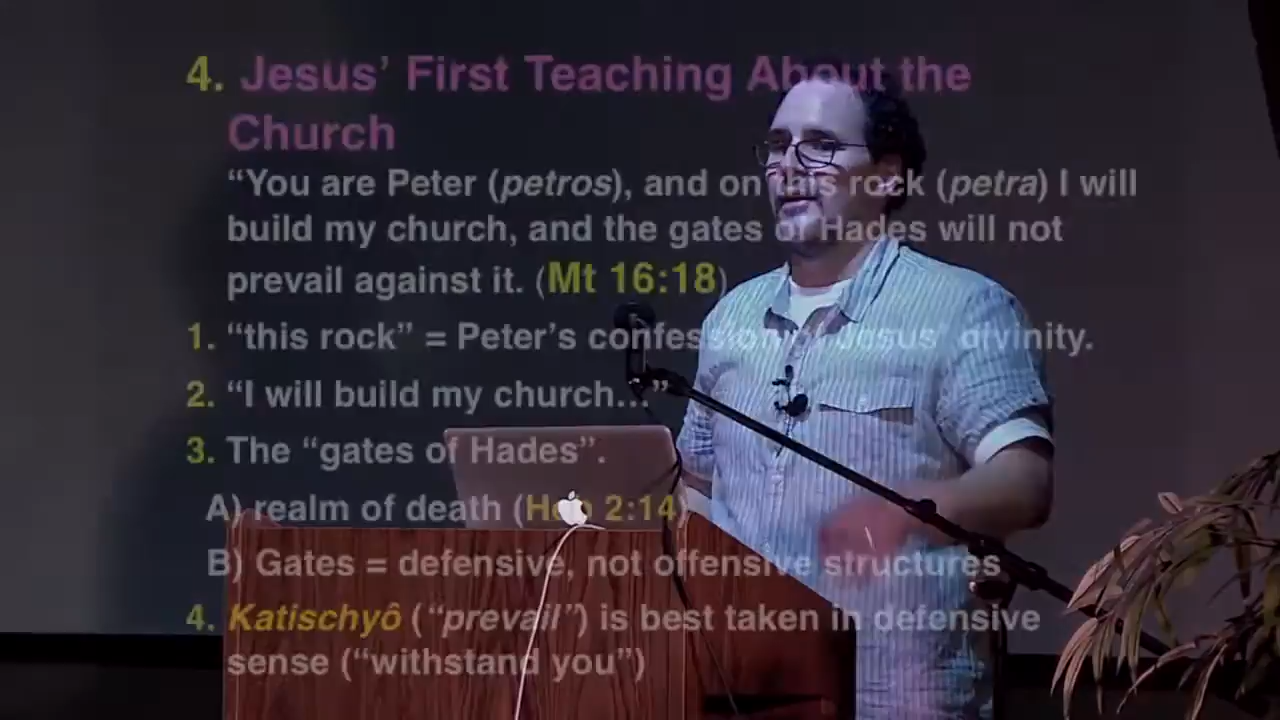 4. Jesus’ First Teaching About the
Church
“You are Peter (petros), and on this rock (petra) I will
build my church, and the gates of Hades will not
prevail against it. (Mt 16:18)
1. “this rock” = Peter’s confession of Jesus’ divinity.
2. “I will build my church...”
3. The “gates of Hades”.
A) realm of death (Heb 2:14)
B) Gates = defensive, not offensive structures
4. Katischyô (“prevail”) is best taken in defensive
sense (“withstand you”)